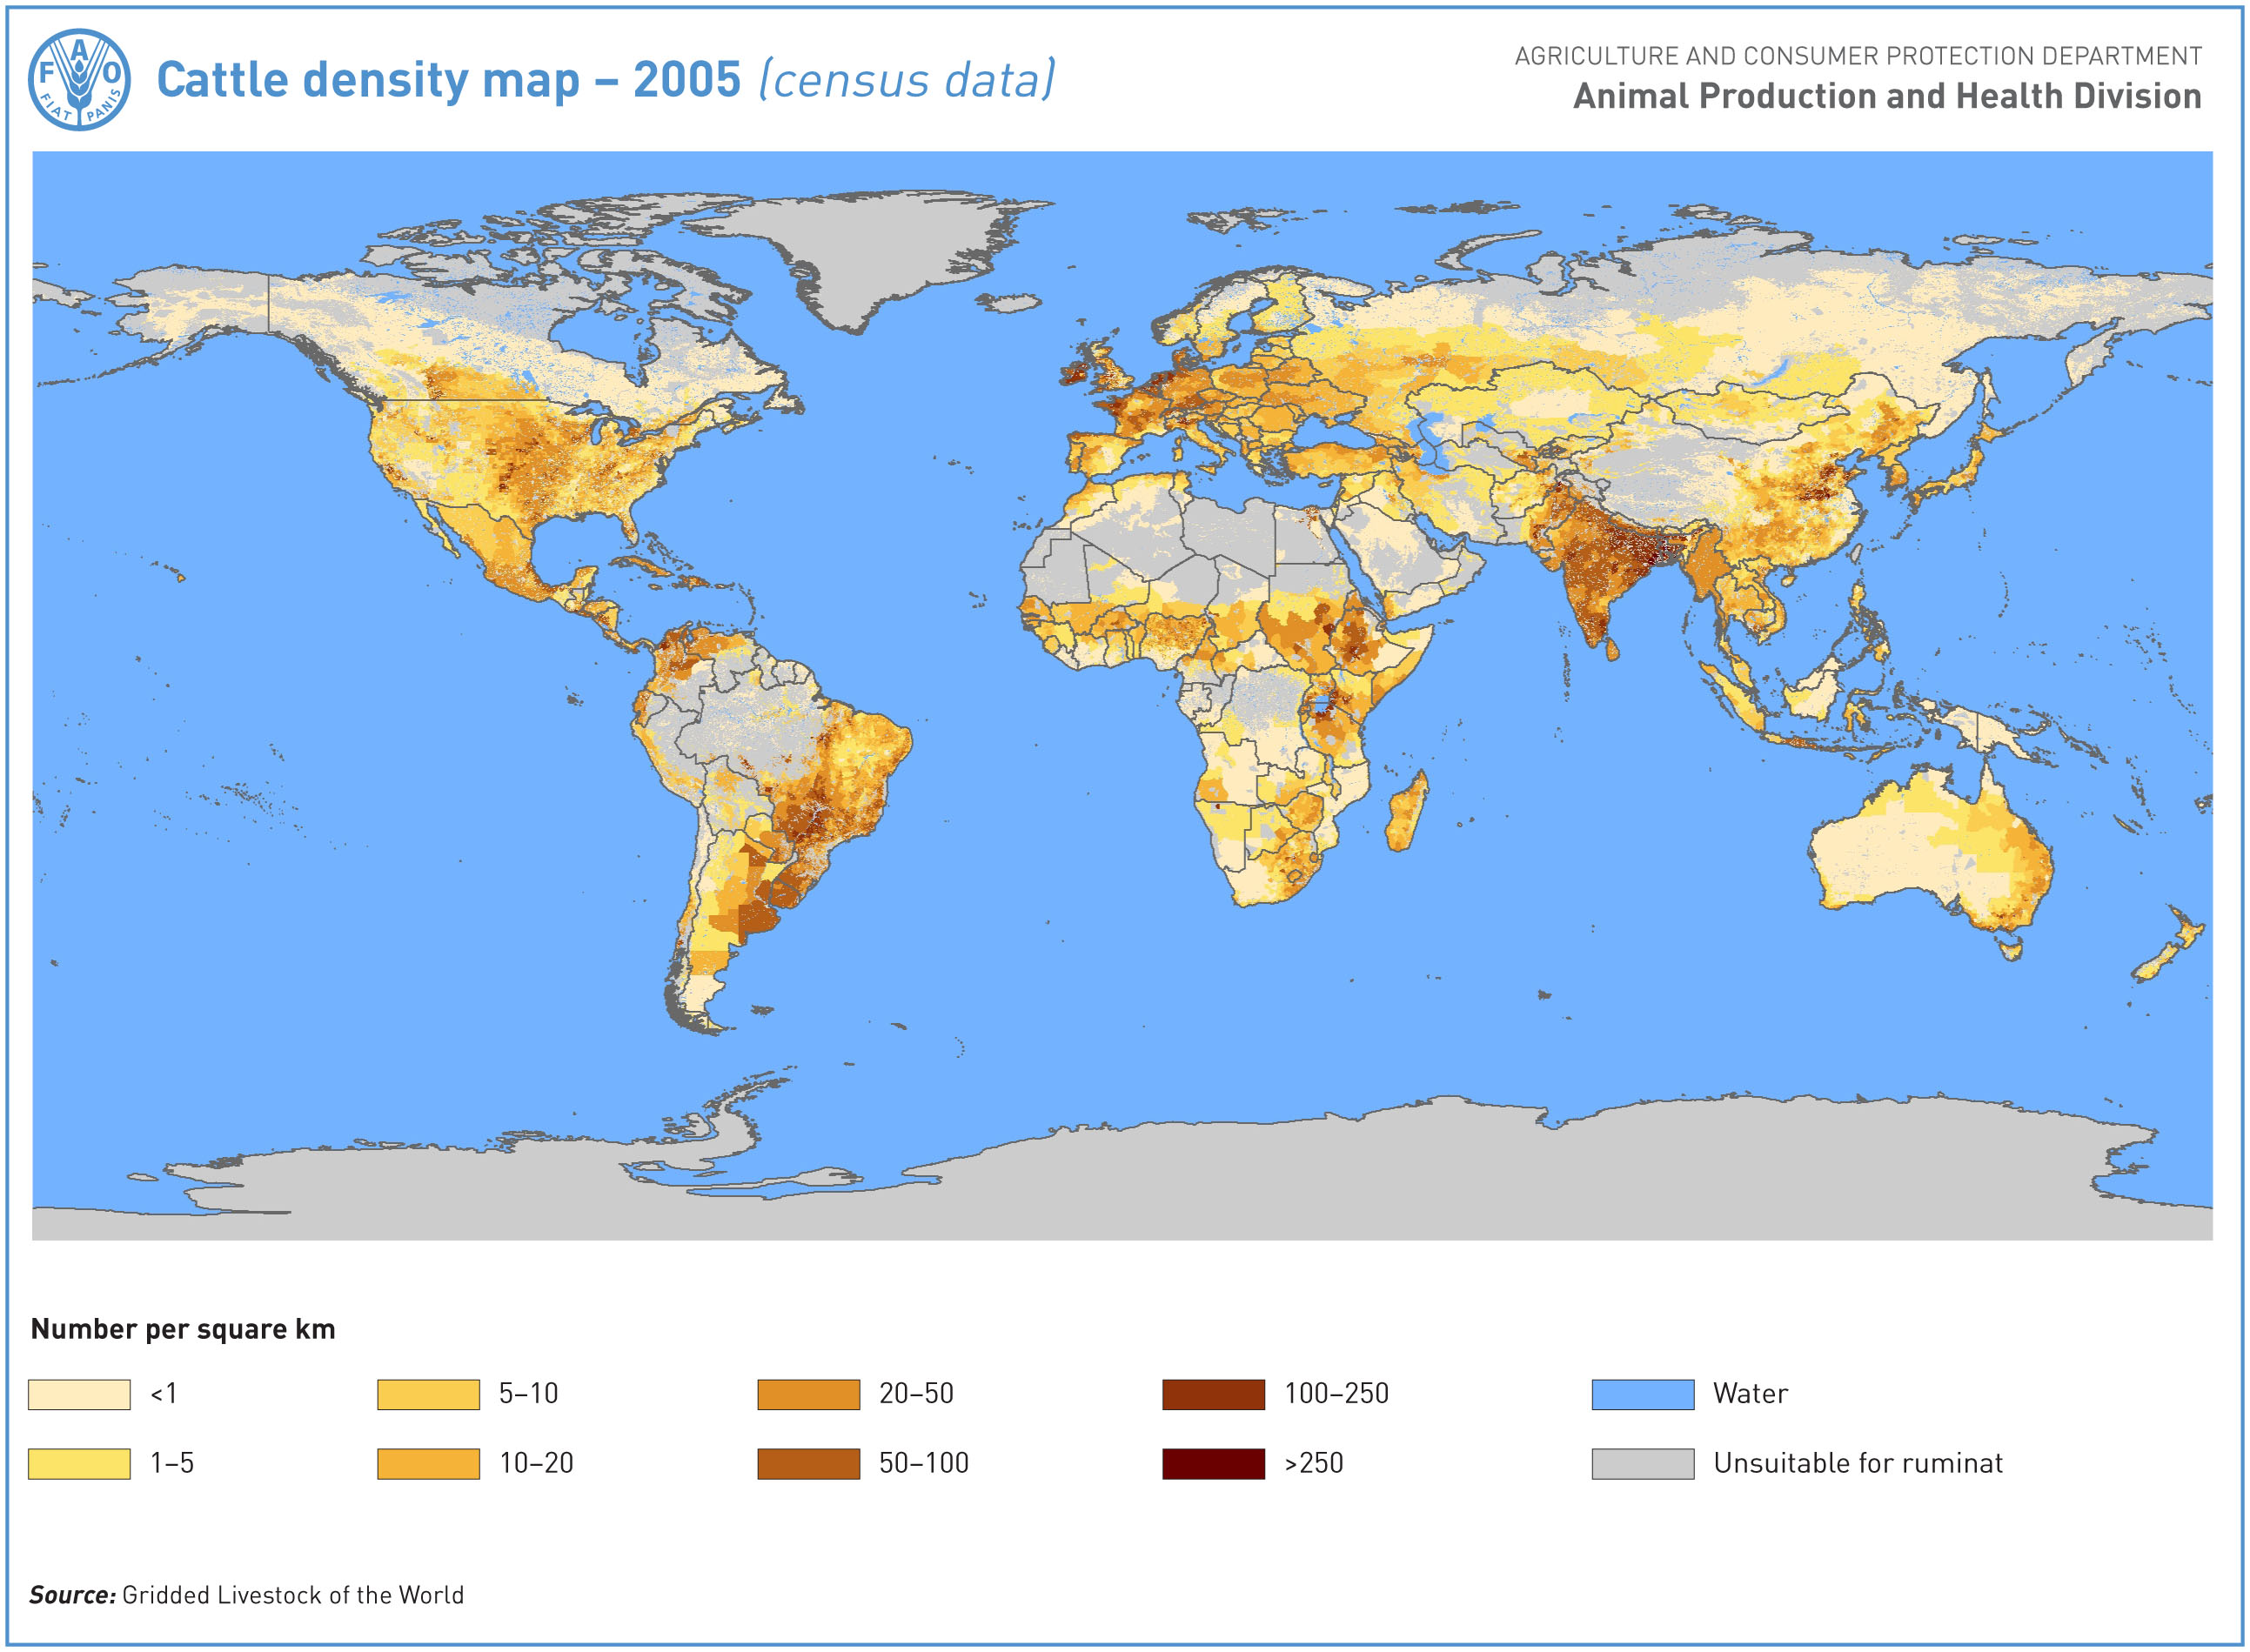 F A O
FIAT PANIS
Cattle density map – 2005 (census data)
AGRICULTURE AND CONSUMER PROTECTION DEPARTMENT
Animal Production and Health Division
Number per square km
<1
5–10
20–50
100–250
Water
1–5
10–20
50–100
>250
Unsuitable for ruminat
Source: Gridded Livestock of the World